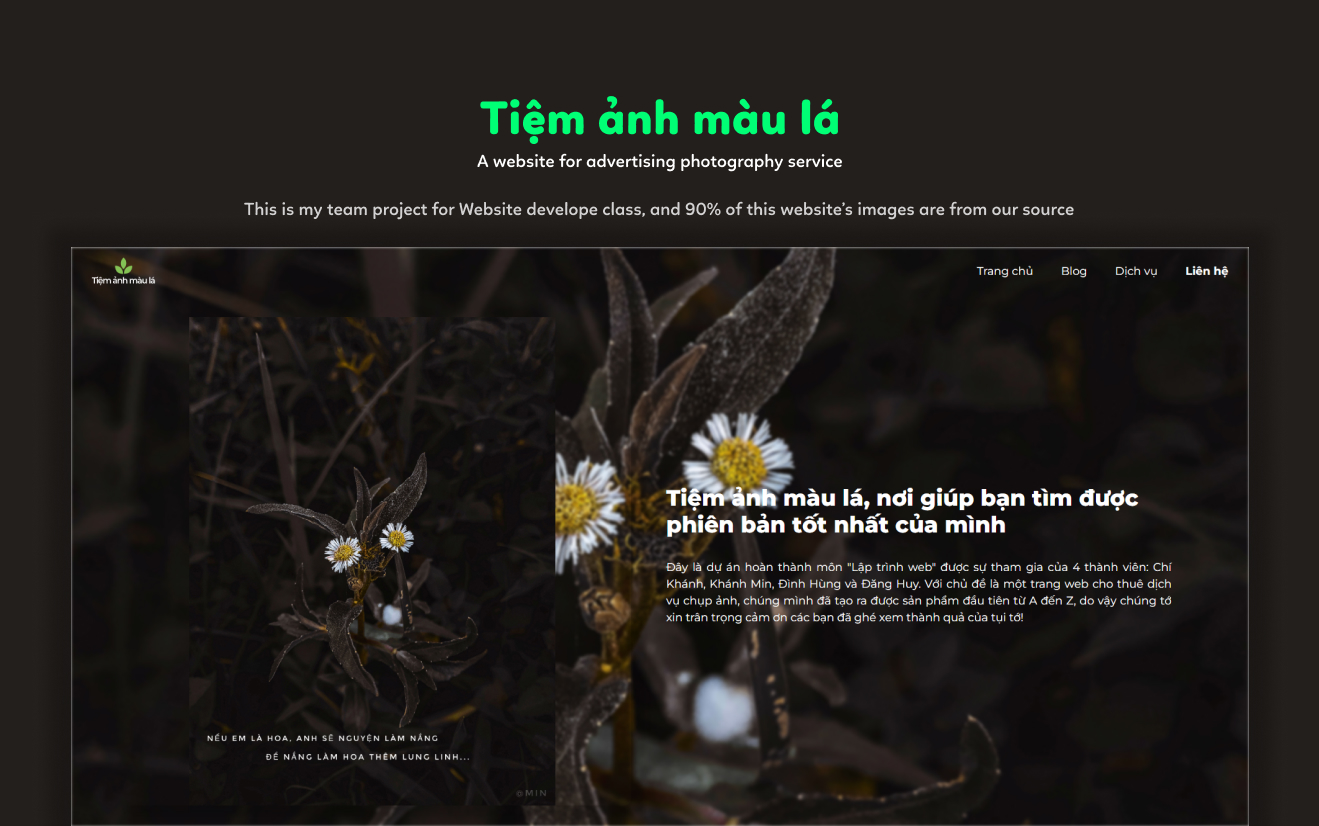 Tiệm ảnh màu lá
A website for advertising photography service
This is my team project for Website develope class, and 90% of this website's images are from our source
Tiệm ảnh màu lá
Trang chủ Blog Dịch vụ Liên hệ
Tiệm ảnh màu lá, nơi giúp bạn tìm được
phiên bản tốt nhất của mình
Đây là dự án hoàn thành môn "Lập trình web" được sự tham gia của 4 thành viên: Chí
Khánh, Khánh Min, Đình Hùng và Đăng Huy. Với chủ đề là một trang web cho thuê dịch
vụ chụp ảnh, chúng mình đã tạo ra được sản phẩm đầu tiên từ A đến Z, do vậy chúng tớ
xin trân trọng cảm ơn các bạn đã ghé xem thành quả của tụi tớ!
NẾU EM LÀ HOA, ANH SẼ NGUYỆN LÀM NẮNG
ĐỂ NẮNG LÀM HOA THÊM LUNG LINH...
@MIN